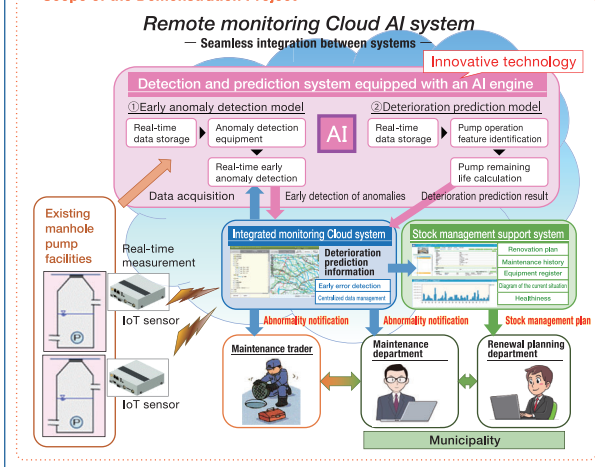 Scope of the Demonstration Project
Remote monitoring Cloud AI system
— Seamless integration between systems —
Innovative technology
Detection and prediction system equipped with an AI engine
①Early anomaly detection model
②Deterioration prediction model
Real-time
data storage
Anomaly detection
equipment
AI
Real-time
data storage
Pump operation
feature identification
Real-time early
anomaly detection
Pump remaining
life calculation
Data acquisition
Early detection of anomalies
Deterioration prediction result
Existing
manhole
pump
facilities
Real-time
measurement
Integrated monitoring Cloud system
Deterioration
prediction
information
Early error detection
Centralized data management
Stock management support system
Renovation plan
Maintenance history
Equipment register
Diagram of the current situation
Healthiness
P
IoT sensor
P
IoT sensor
Abnormality notification
Abnormality notification
Stock management plan
Maintenance trader
Maintenance
department
Renewal planning
department
Municipality